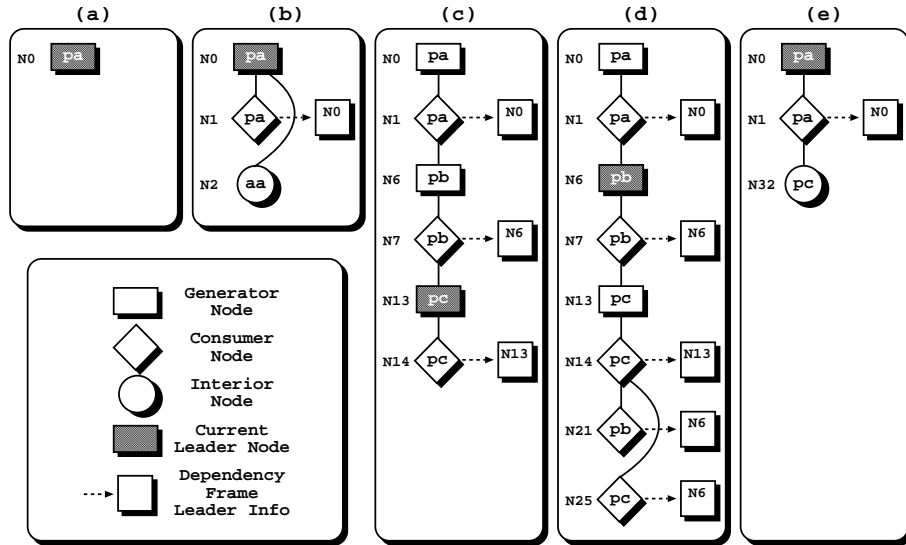 (a)
N0 pa
(b)
N0 pa
N1 pa N0
N2 aa
(c)
N0 pa
N1 pa N0
N6 pb
N7 pb N6
N13 pc
N14 pc N13
(d)
N0 pa
N1 pa N0
N6 pb
N7 pb N6
N13 pc
N14 pc N13
N21 pb N6
N25 pc N6
(e)
N0 pa
N1 pa N0
N32 pc
Generator
Node
Consumer
Node
Interior
Node
Current
Leader Node
Dependency
Frame
Leader Info